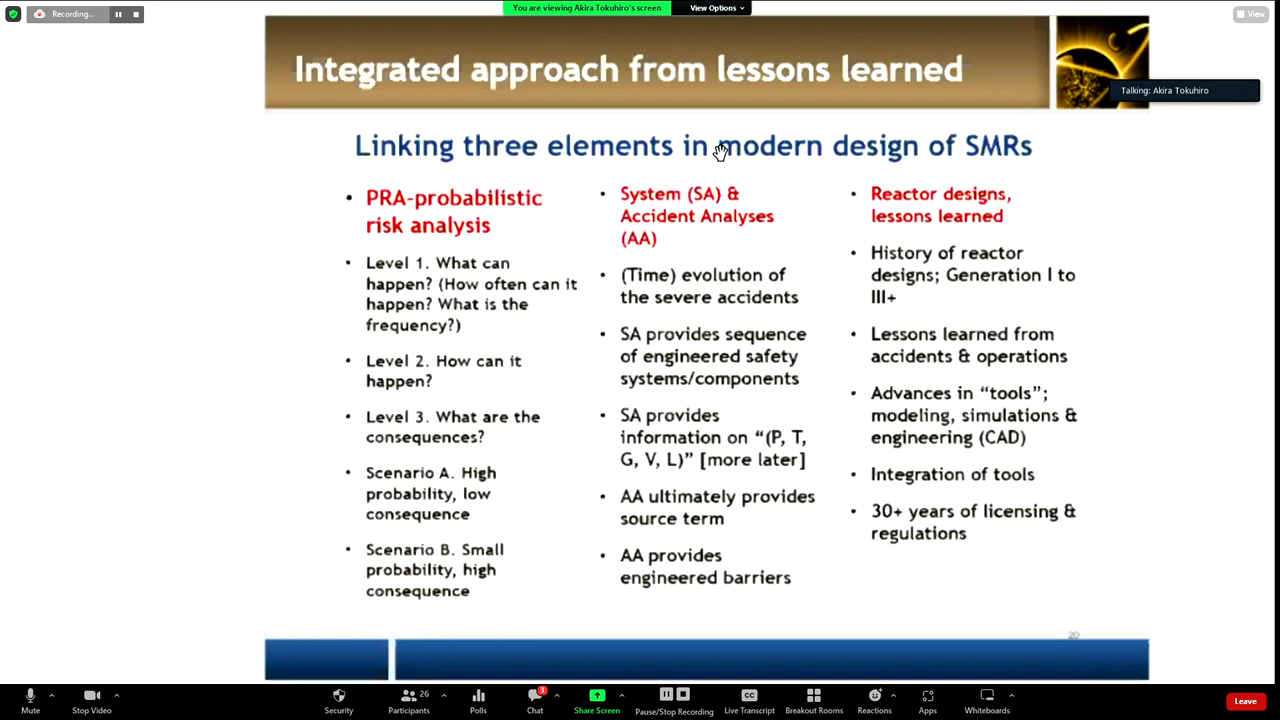 Recording...
You are viewing Akira Tokuhiro's screen
View Options
View
Integrated approach from lessons learned
Talking: Akira Tokuhiro
Linking three elements in modern design of SMRs
• PRA-probabilistic
risk analysis
• Level 1. What can
happen? (How often can it
happen? What is the
frequency?)
• Level 2. How can it
happen?
• Level 3. What are the
consequences?
• Scenario A. High
probability, low
consequence
• Scenario B. Small
probability, high
consequence
• System (SA) &
Accident Analyses
(AA)
• (Time) evolution of
the severe accidents
• SA provides sequence
of engineered safety
systems/components
• SA provides
information on “(P, T,
G, V, L)” [more later]
• AA ultimately provides
source term
• AA provides
engineered barriers
• Reactor designs,
lessons learned
• History of reactor
designs; Generation I to
III+
• Lessons learned from
accidents & operations
• Advances in “tools”;
modeling, simulations &
engineering (CAD)
• Integration of tools
• 30+ years of licensing &
regulations
20
Mute
Stop Video
Security
Participants 26
Polls
Chat 3
Share Screen
Pause/Stop Recording
CC
Live Transcript
Breakout Rooms
Reactions
Apps
Whiteboards
Leave